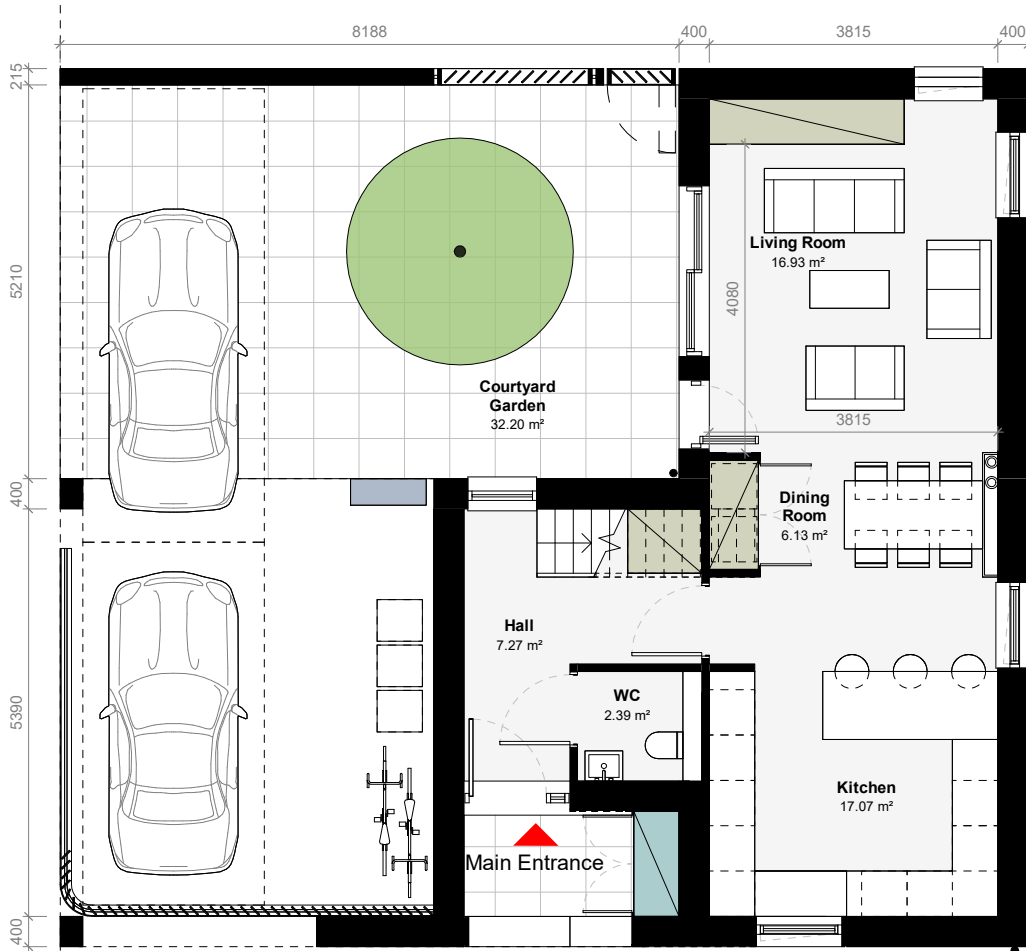 8188
400
3815
400
215
5210
400
5390
400
Living Room
16.93 m²
4080
3815
Courtyard
Garden
32.20 m²
Dining
Room
6.13 m²
Hall
7.27 m²
WC
2.39 m²
Kitchen
17.07 m²
Main Entrance